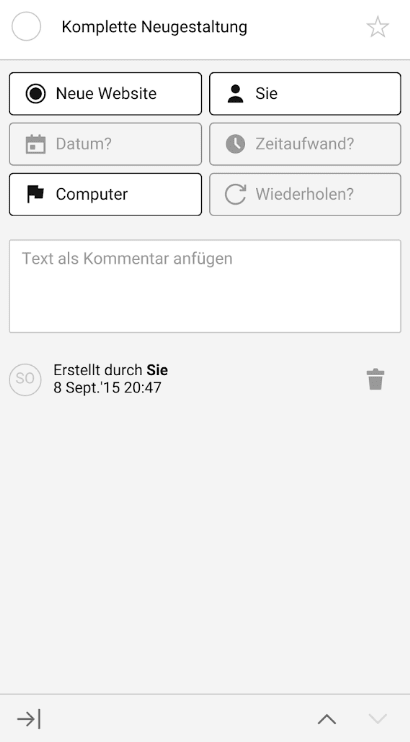 Komplette Neugestaltung
Neue Website
Sie
Datum?
Zeitaufwand?
Computer
Wiederholen?
Text als Kommentar anfügen
SO
Erstellt durch Sie
8 Sept.'15 20:47